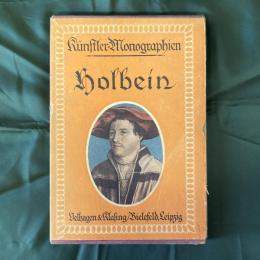 Künstler-Monographien
Holbein
Velhagen & Klasing / Bielefeld, Leipzig